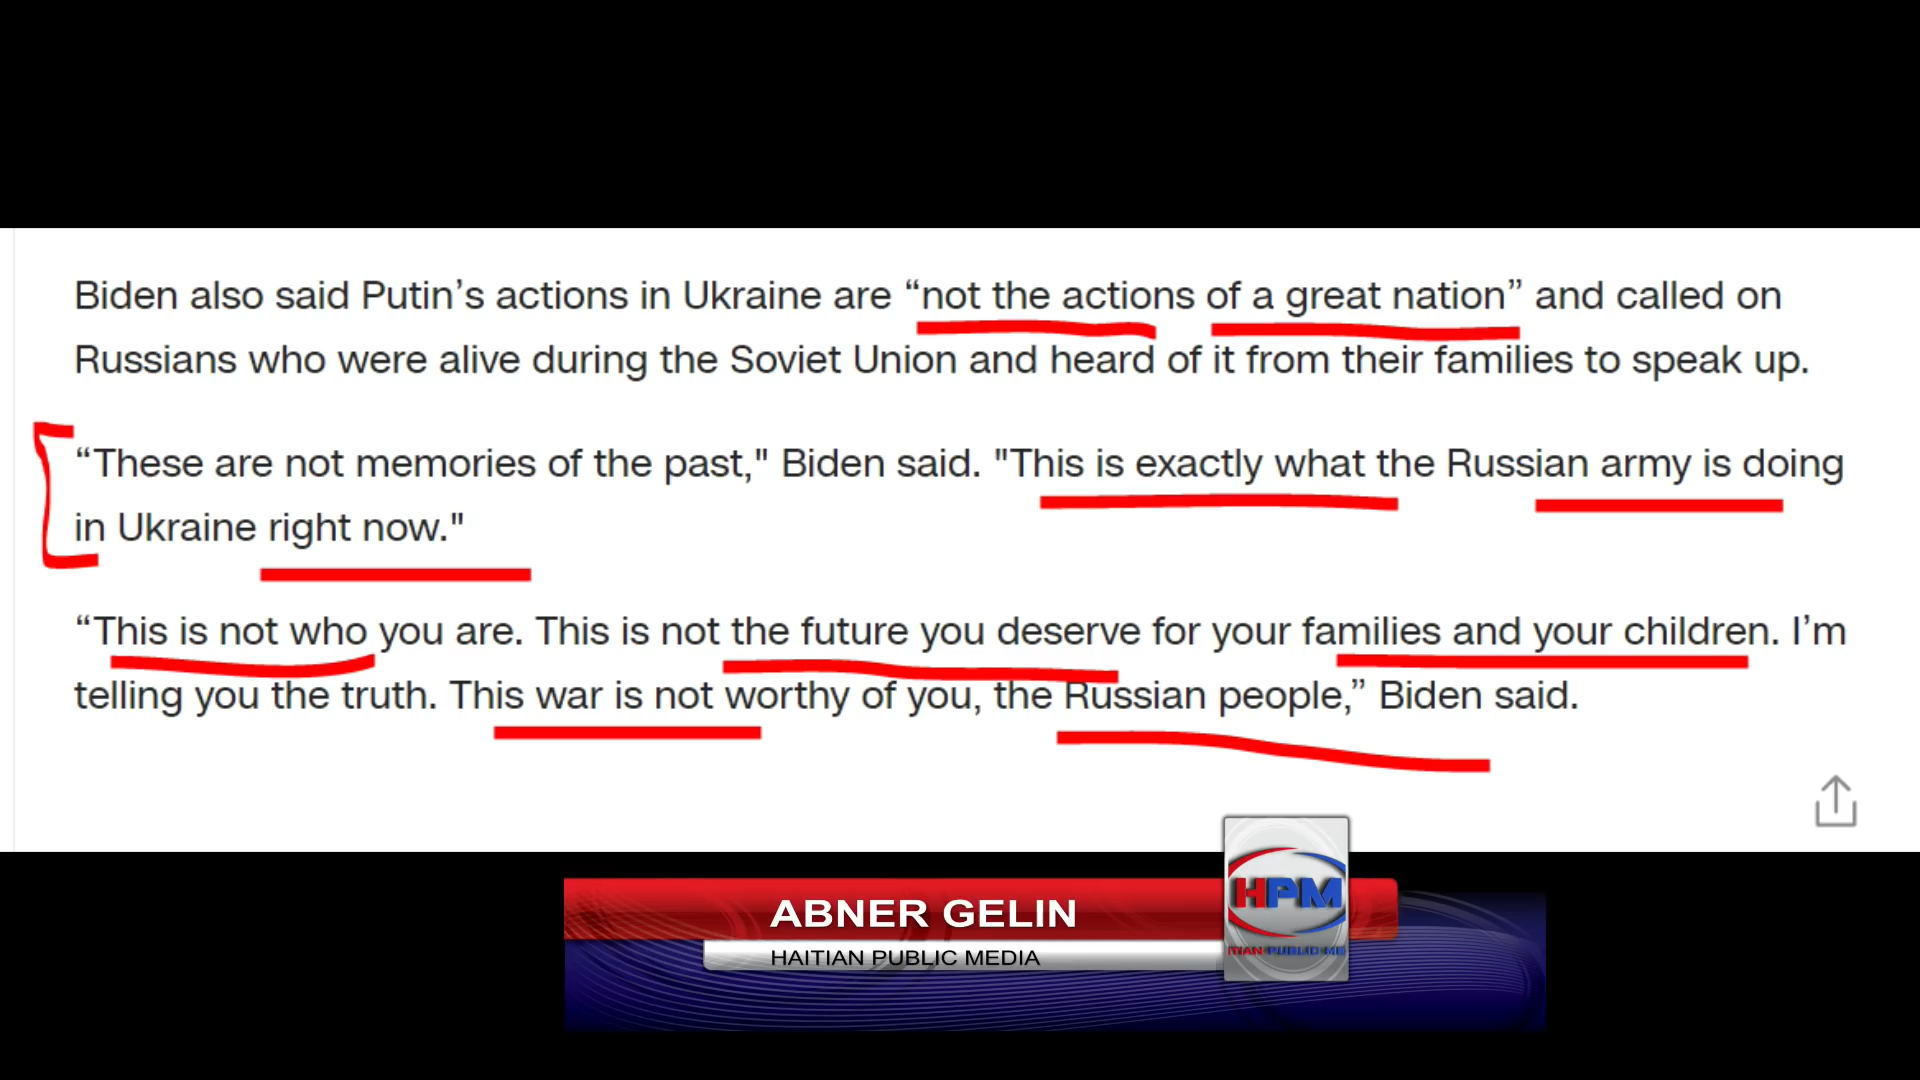 Biden also said Putin’s actions in Ukraine are “not the actions of a great nation” and called on
Russians who were alive during the Soviet Union and heard of it from their families to speak up.
“These are not memories of the past," Biden said. "This is exactly what the Russian army is doing
in Ukraine right now."
“This is not who you are. This is not the future you deserve for your families and your children. I’m
telling you the truth. This war is not worthy of you, the Russian people,” Biden said.
HPM
TIAN PUBLIC ME
ABNER GELIN
HAITIAN PUBLIC MEDIA